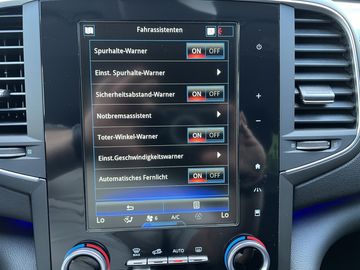 Fahrassistenten
Spurhalte-Warner ON OFF
Einst. Spurhalte-Warner
Sicherheitsabstand-Warner ON OFF
Notbremsassistent
Toter-Winkel-Warner ON OFF
Einst.Geschwindigkeitswarner
Automatisches Fernlicht ON OFF
Lo 6 A/C Lo
AUTO